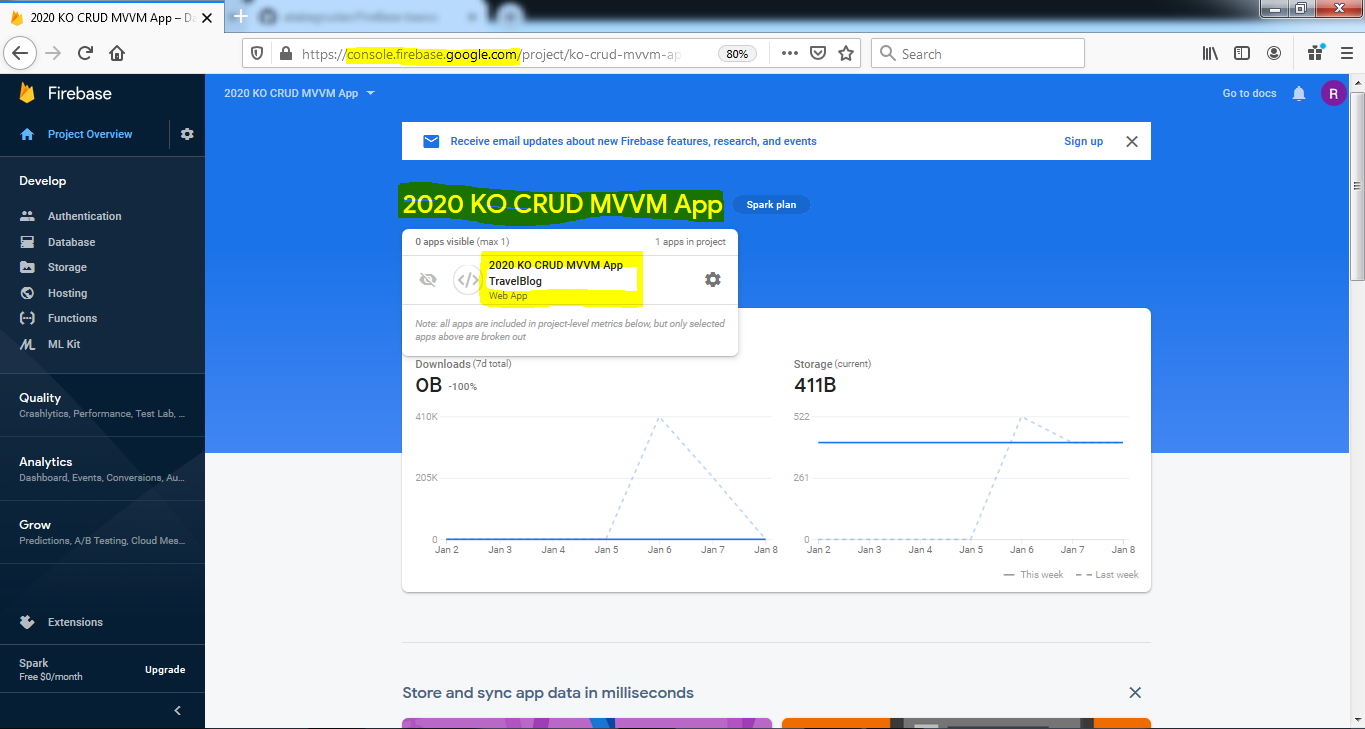 2020 KO CRUD MVVM App – Da
https://console.firebase.google.com/project/ko-crud-mvvm-ap
80%
Search
Firebase
2020 KO CRUD MVVM App
Go to docs
R
Project Overview
Receive email updates about new Firebase features, research, and events
Sign up
Develop
Authentication
Database
Storage
Hosting
Functions
ML Kit
Quality
Crashlytics, Performance, Test Lab, ...
Analytics
Dashboard, Events, Conversions, Au...
Grow
Predictions, A/B Testing, Cloud Mes...
Extensions
Spark
Free $0/month
Upgrade
2020 KO CRUD MVVM App
Spark plan
0 apps visible (max 1)
1 apps in project
2020 KO CRUD MVVM App
TravelBlog
Web App
Note: all apps are included in project-level metrics below, but only selected
apps above are broken out
Downloads (7d total)
0B -100%
410K
205K
0
Jan 2 Jan 3 Jan 4 Jan 5 Jan 6 Jan 7 Jan 8
Storage (current)
411B
522
261
0
Jan 2 Jan 3 Jan 4 Jan 5 Jan 6 Jan 7 Jan 8
This week
Last week
Store and sync app data in milliseconds